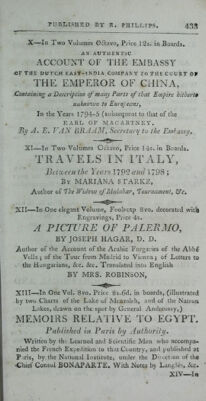 PUBLISHED BY R. PHILLIPS. 433
X—In Two Volumes Octavo, Price 12s. in Boards.
AN AUTHENTIC
ACCOUNT OF THE EMBASSY
OF THE DUTCH EAST-INDIA COMPANY TO THE COURT OF
THE EMPEROR OF CHINA,
Containing a Description of many Parts of that Empire hitherto
unknown to Europeans,
In the Years 1794-5 (subsequent to that of the
EARL OF MACARTNEY.
By A. E. VAN BRAAM, Secretary to the Embassy.
XI—In Two Volumes Octavo, Price 14s. in Boards.
TRAVELS IN ITALY,
Between the Years 1792 and 1798;
By MARIANA STARKE,
Author of The Widow of Malabar, Tournament, &c.
XII—In One elegant Volume, Foolscap 8vo. decorated with
Engravings, Price 4s.
A PICTURE OF PALERMO,
BY JOSEPH HAGAR, D. D.
Author of the Account of the Arabic Forgeries of the Abbé
Vella; of the Tour from Madrid to Vienna; of Letters to
the Hungarians, &c. &c. Translated into English
BY MRS. ROBINSON,
XIII—In One Vol. 8vo. Price 8s.6d. in boards, (illustrated
by two Charts of the Lake of Menzaleh, and of the Natron
Lakes, drawn on the spot by General Andréossy,)
MEMOIRS RELATIVE TO EGYPT.
Published in Paris by Authority.
Written by the Learned and Scientific Men who accompa-
nied the French Expedition to that Country, and published at
Paris, by the National Institute, under the Direction of the
Chief Consul BONAPARTE. With Notes by Langlès, &c.
XIV—In